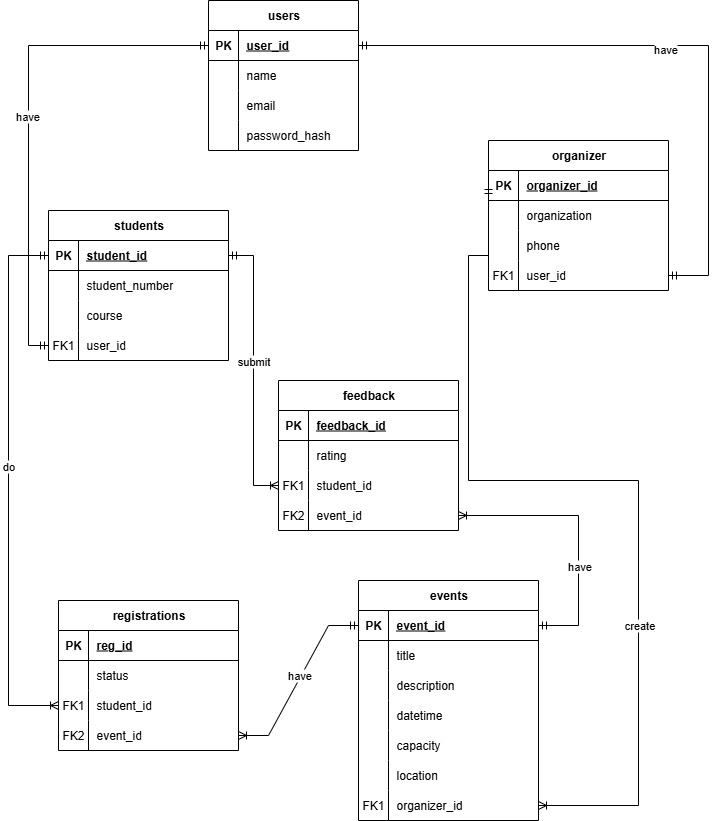 users
PK user_id
name
email
password_hash
have
have
organizer
PK organizer_id
organization
phone
FK1 user_id
students
PK student_id
student_number
course
FK1 user_id
submit
feedback
PK feedback_id
rating
FK1 student_id
FK2 event_id
do
have
events
PK event_id
title
description
datetime
capacity
location
FK1 organizer_id
create
registrations
PK reg_id
status
FK1 student_id
FK2 event_id
have